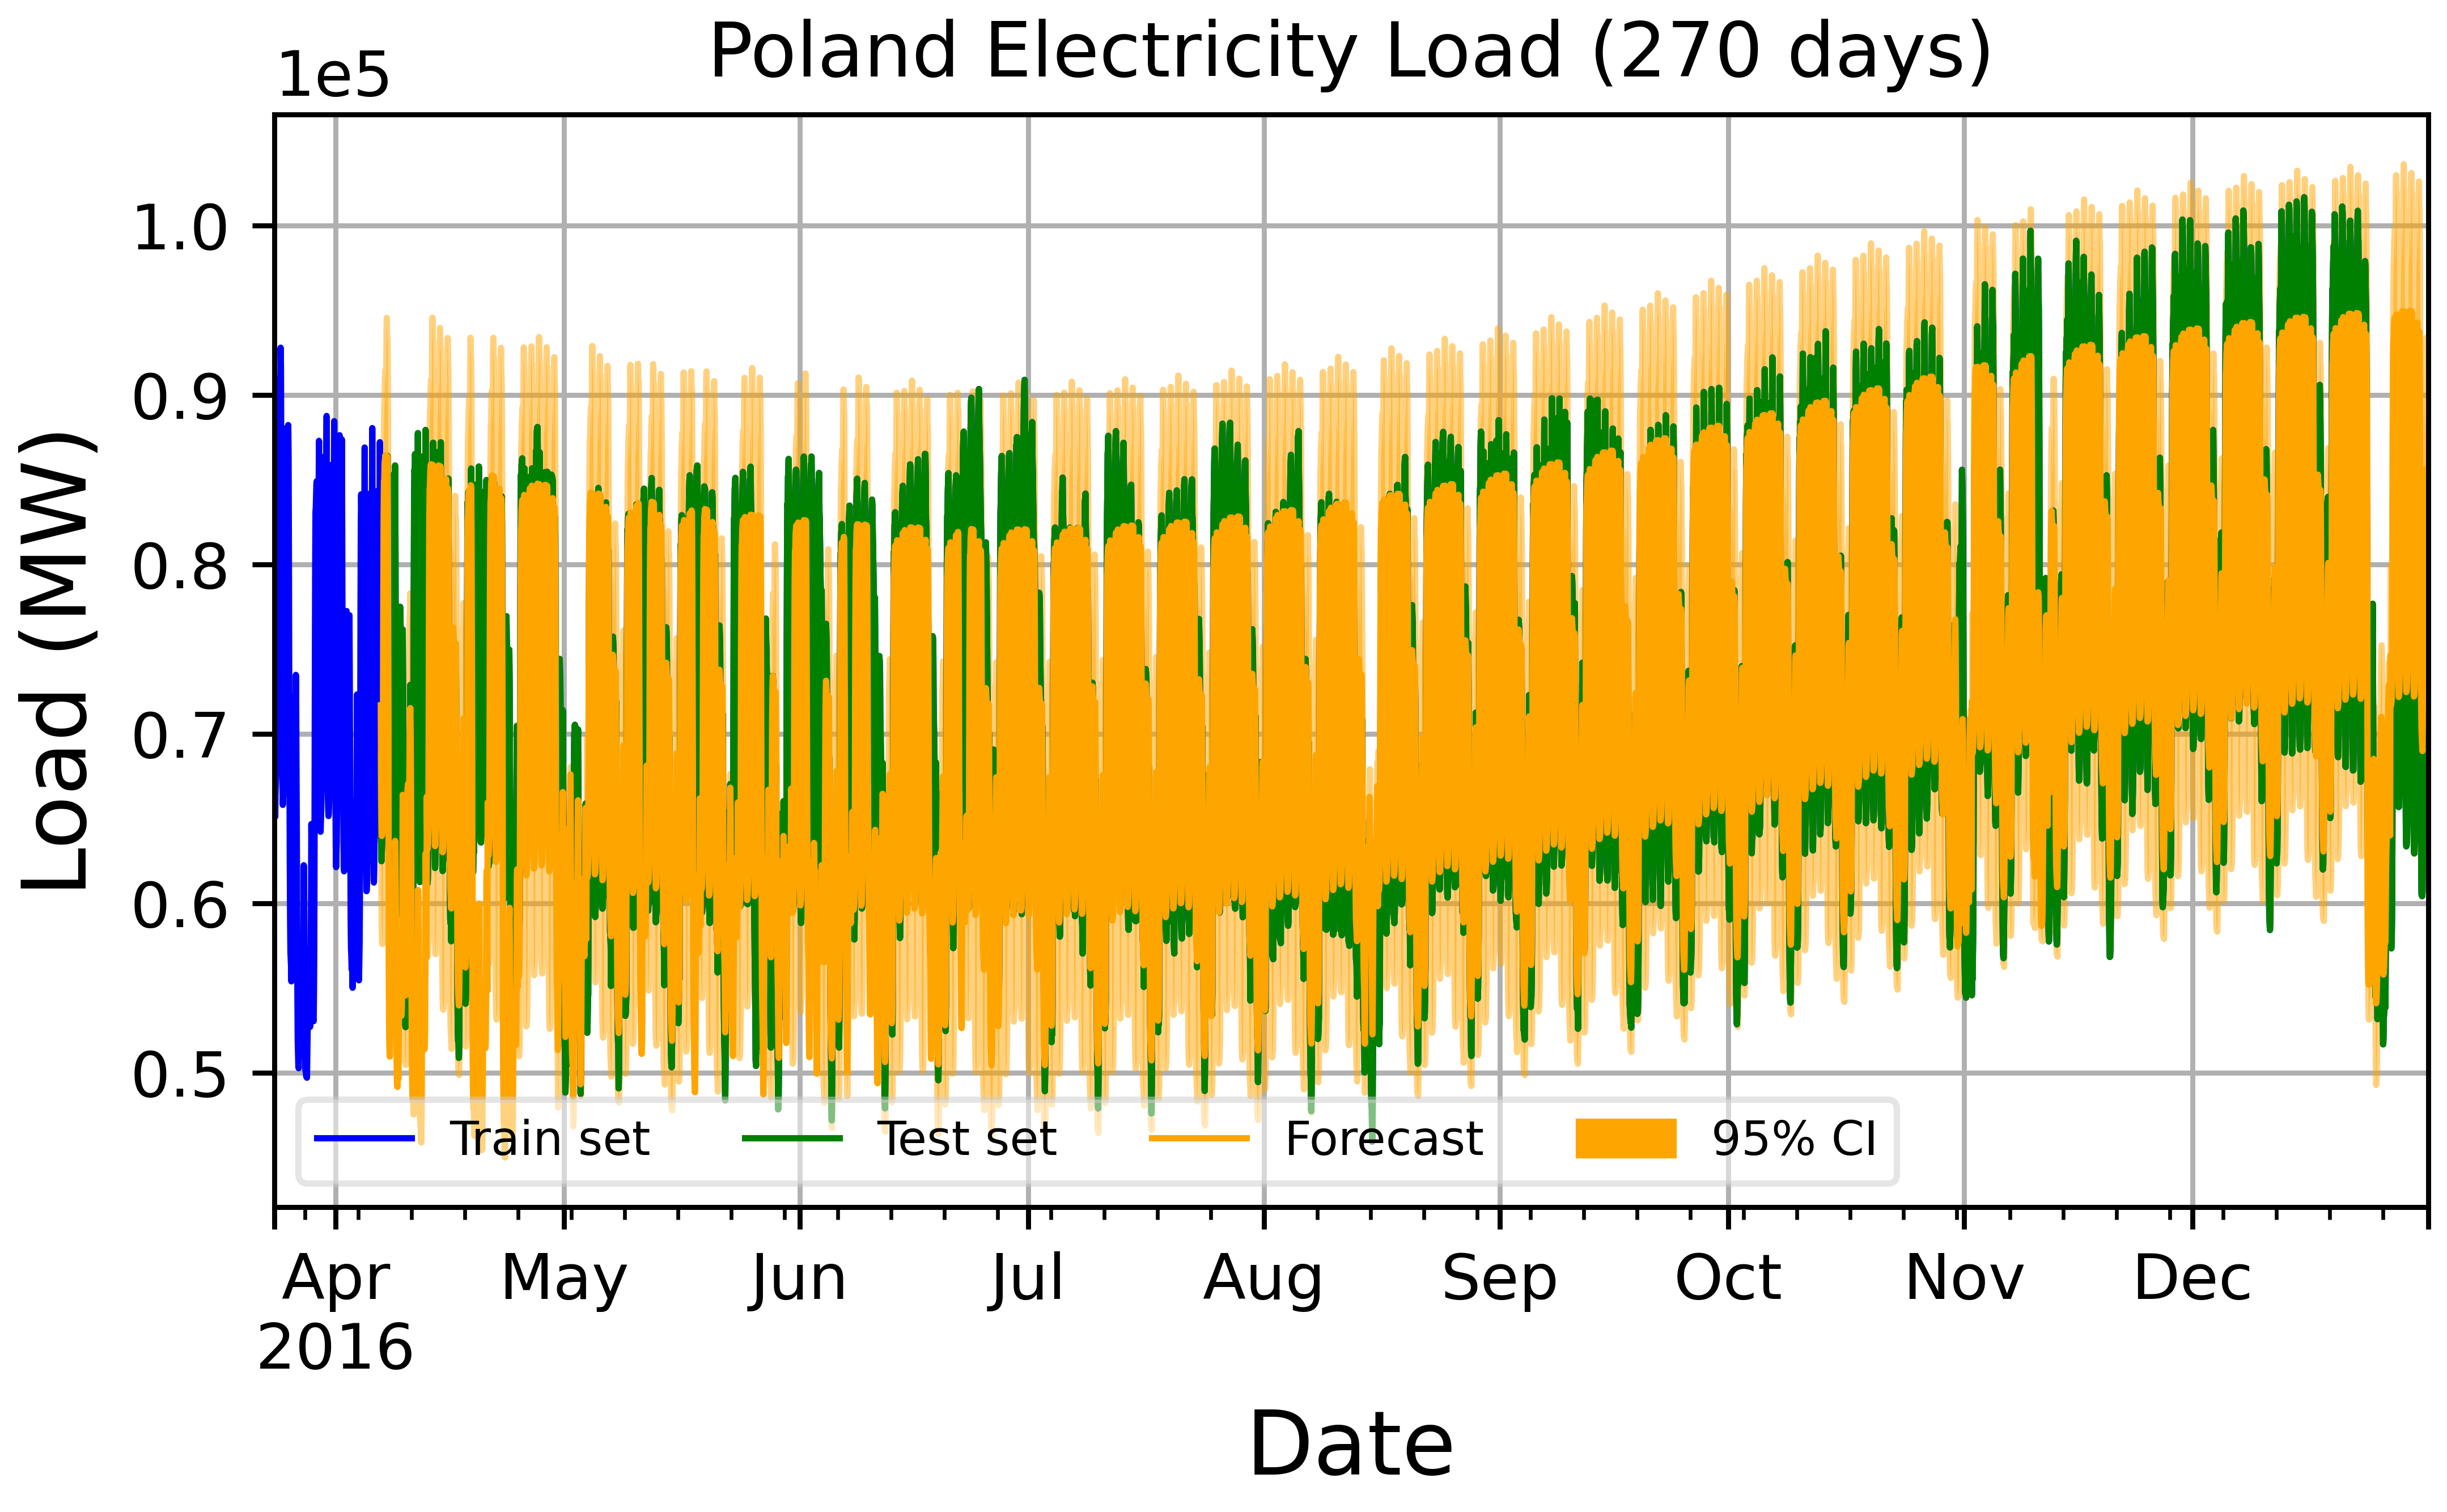 Poland Electricity Load (270 days)
1e5
1.0
0.9
0.8
0.7
0.6
0.5
Load (MW)
Train set
Test set
Forecast
95% CI
Apr
May
Jun
Jul
Aug
Sep
Oct
Nov
Dec
2016
Date